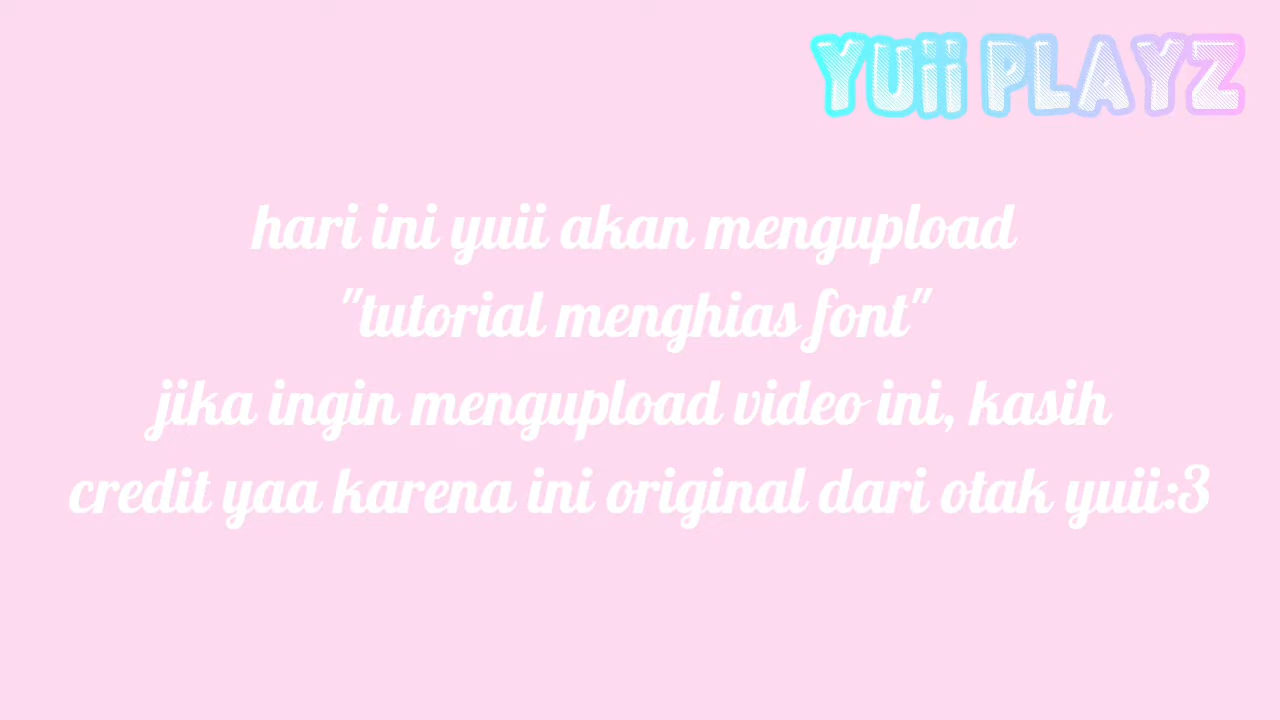 YUii PLAYZ
hari ini yuii akan mengupload
"tutorial menghias font"
jika ingin mengupload video ini, kasih
credit yaa karena ini original dari otak yuii:3